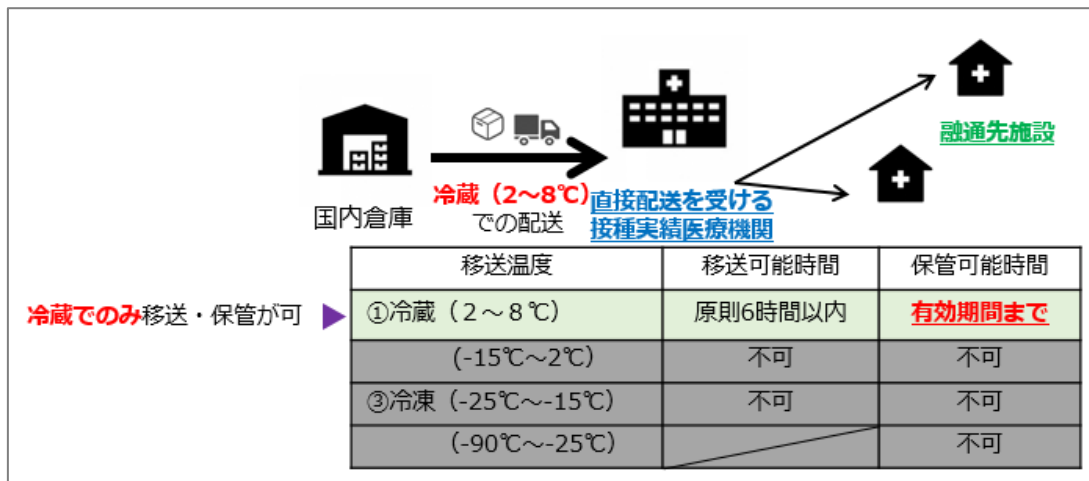 融通先施設
国内倉庫
冷蔵（2～8℃）
での配送
直接配送を受ける
接種実績医療機関
移送温度 移送可能時間 保管可能時間
冷蔵でのみ移送・保管が可
①冷蔵（２～８℃） 原則6時間以内 有効期間まで
(-15℃～2℃) 不可 不可
③冷凍（-25℃～-15℃） 不可 不可
(-90℃～-25℃) 不可